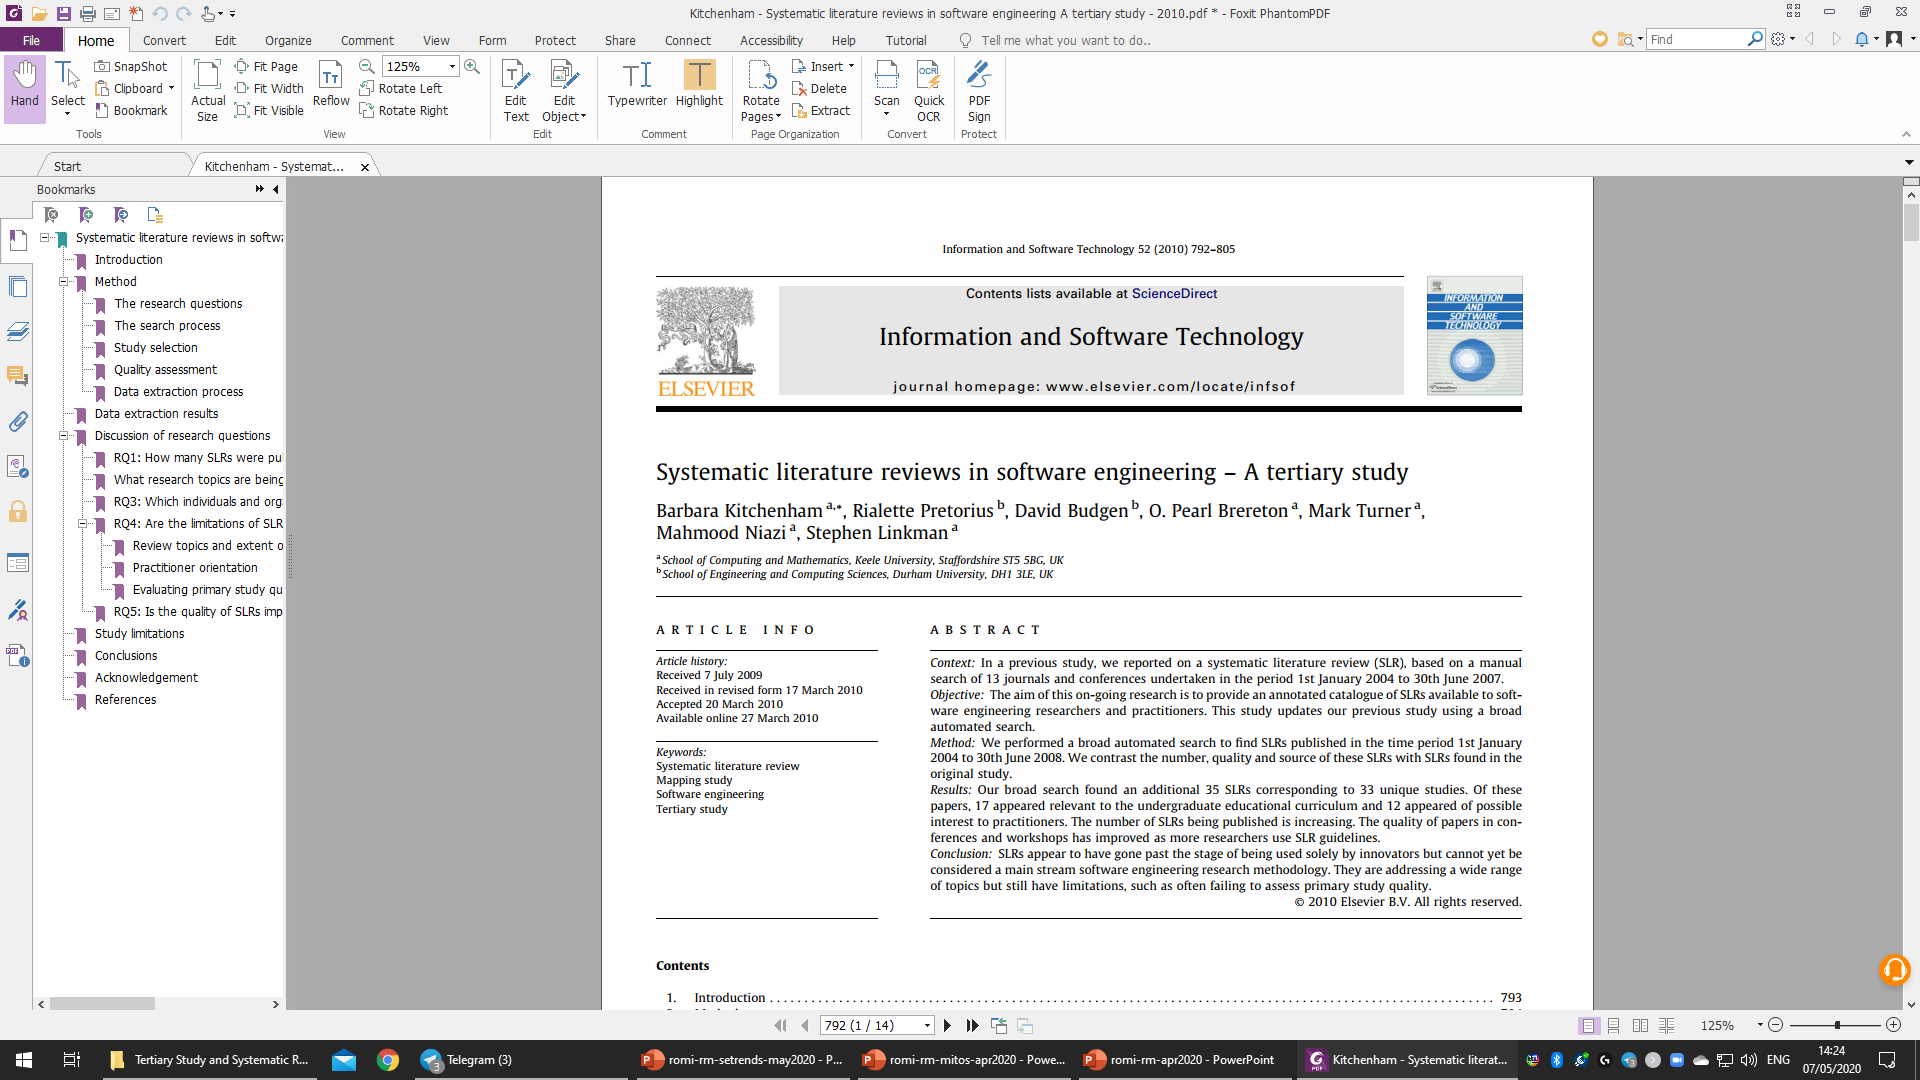 Kitchenham - Systematic literature reviews in software engineering A tertiary study - 2010.pdf * - Foxit PhantomPDF
File Home Convert Edit Organize Comment View Form Protect Share Connect Accessibility Help Tutorial Tell me what you want to do.. Find
Hand
Select
SnapShot
Clipboard
Bookmark
Tools
Actual Size
Fit Page
Fit Width
Fit Visible
Reflow
125%
Rotate Left
Rotate Right
View
Edit Text
Edit Object
Edit
Typewriter
Highlight
Comment
Rotate Pages
Insert
Delete
Extract
Page Organization
Scan
Quick OCR
Convert
PDF Sign
Protect
Start
Kitchenham - Systemat...
Bookmarks
Systematic literature reviews in softw
Introduction
Method
The research questions
The search process
Study selection
Quality assessment
Data extraction process
Data extraction results
Discussion of research questions
RQ1: How many SLRs were pu
What research topics are being
RQ3: Which individuals and org
RQ4: Are the limitations of SLR
Review topics and extent o
Practitioner orientation
Evaluating primary study qu
RQ5: Is the quality of SLRs imp
Study limitations
Conclusions
Acknowledgement
References
Information and Software Technology 52 (2010) 792–805
ELSEVIER
Contents lists available at ScienceDirect
Information and Software Technology
journal homepage: www.elsevier.com/locate/infsof
INFORMATION
AND
SOFTWARE
TECHNOLOGY
Systematic literature reviews in software engineering – A tertiary study
Barbara Kitchenham a,*, Rialette Pretorius b, David Budgen b, O. Pearl Brereton a, Mark Turner a,
Mahmood Niazi a, Stephen Linkman a
a School of Computing and Mathematics, Keele University, Staffordshire ST5 5BG, UK
b School of Engineering and Computing Sciences, Durham University, DH1 3LE, UK
ARTICLE INFO
Article history:
Received 7 July 2009
Received in revised form 17 March 2010
Accepted 20 March 2010
Available online 27 March 2010
Keywords:
Systematic literature review
Mapping study
Software engineering
Tertiary study
ABSTRACT
Context: In a previous study, we reported on a systematic literature review (SLR), based on a manual
search of 13 journals and conferences undertaken in the period 1st January 2004 to 30th June 2007.
Objective: The aim of this on-going research is to provide an annotated catalogue of SLRs available to soft-
ware engineering researchers and practitioners. This study updates our previous study using a broad
automated search.
Method: We performed a broad automated search to find SLRs published in the time period 1st January
2004 to 30th June 2008. We contrast the number, quality and source of these SLRs with SLRs found in the
original study.
Results: Our broad search found an additional 35 SLRs corresponding to 33 unique studies. Of these
papers, 17 appeared relevant to the undergraduate educational curriculum and 12 appeared of possible
interest to practitioners. The number of SLRs being published is increasing. The quality of papers in con-
ferences and workshops has improved as more researchers use SLR guidelines.
Conclusion: SLRs appear to have gone past the stage of being used solely by innovators but cannot yet be
considered a main stream software engineering research methodology. They are addressing a wide range
of topics but still have limitations, such as often failing to assess primary study quality.
© 2010 Elsevier B.V. All rights reserved.
Contents
1. Introduction 793
792 (1 / 14)
125%
Tertiary Study and Systematic R...
Telegram (3)
romi-rm-setrends-may2020 - P...
romi-rm-mitos-apr2020 - Powe...
romi-rm-apr2020 - PowerPoint
Kitchenham - Systematic literat...
ENG
14:24
07/05/2020